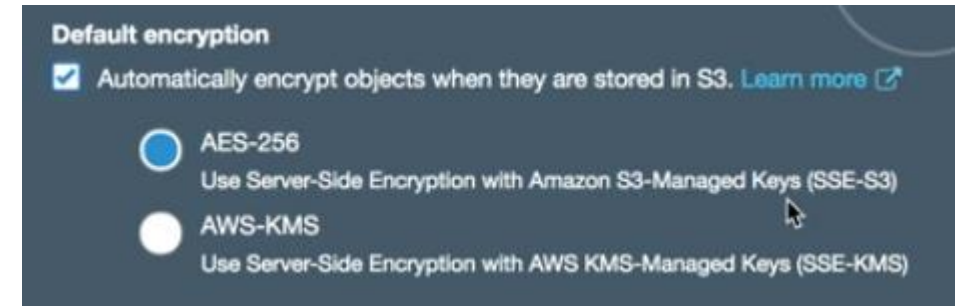 Default encryption
Automatically encrypt objects when they are stored in S3. Learn more
AES-256
Use Server-Side Encryption with Amazon S3-Managed Keys (SSE-S3)
AWS-KMS
Use Server-Side Encryption with AWS KMS-Managed Keys (SSE-KMS)